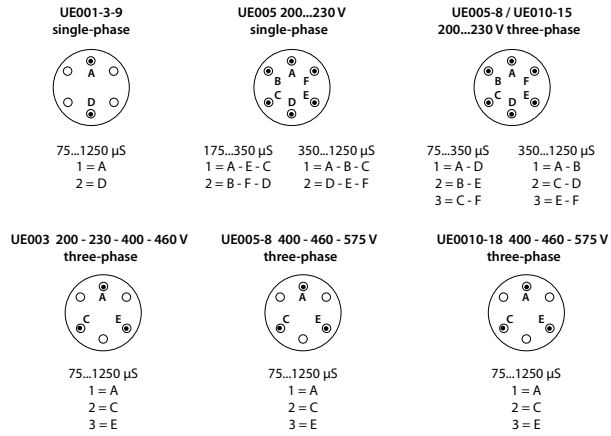 UE001-3-9
single-phase
A
D
75...1250 µS
1 = A
2 = D
UE005 200...230 V
single-phase
A
B F
C E
D
175...350 µS 350...1250 µS
1 = A - E - C 1 = A - B - C
2 = B - F - D 2 = D - E - F
UE005-8 / UE010-15
200...230 V three-phase
A
B F
C E
D
75...350 µS 350...1250 µS
1 = A - D 1 = A - B
2 = B - E 2 = C - D
3 = C - F 3 = E - F
UE003 200 - 230 - 400 - 460 V
three-phase
A
C E
75...1250 µS
1 = A
2 = C
3 = E
UE005-8 400 - 460 - 575 V
three-phase
A
C E
75...1250 µS
1 = A
2 = C
3 = E
UE0010-18 400 - 460 - 575 V
three-phase
A
C E
75...1250 µS
1 = A
2 = C
3 = E